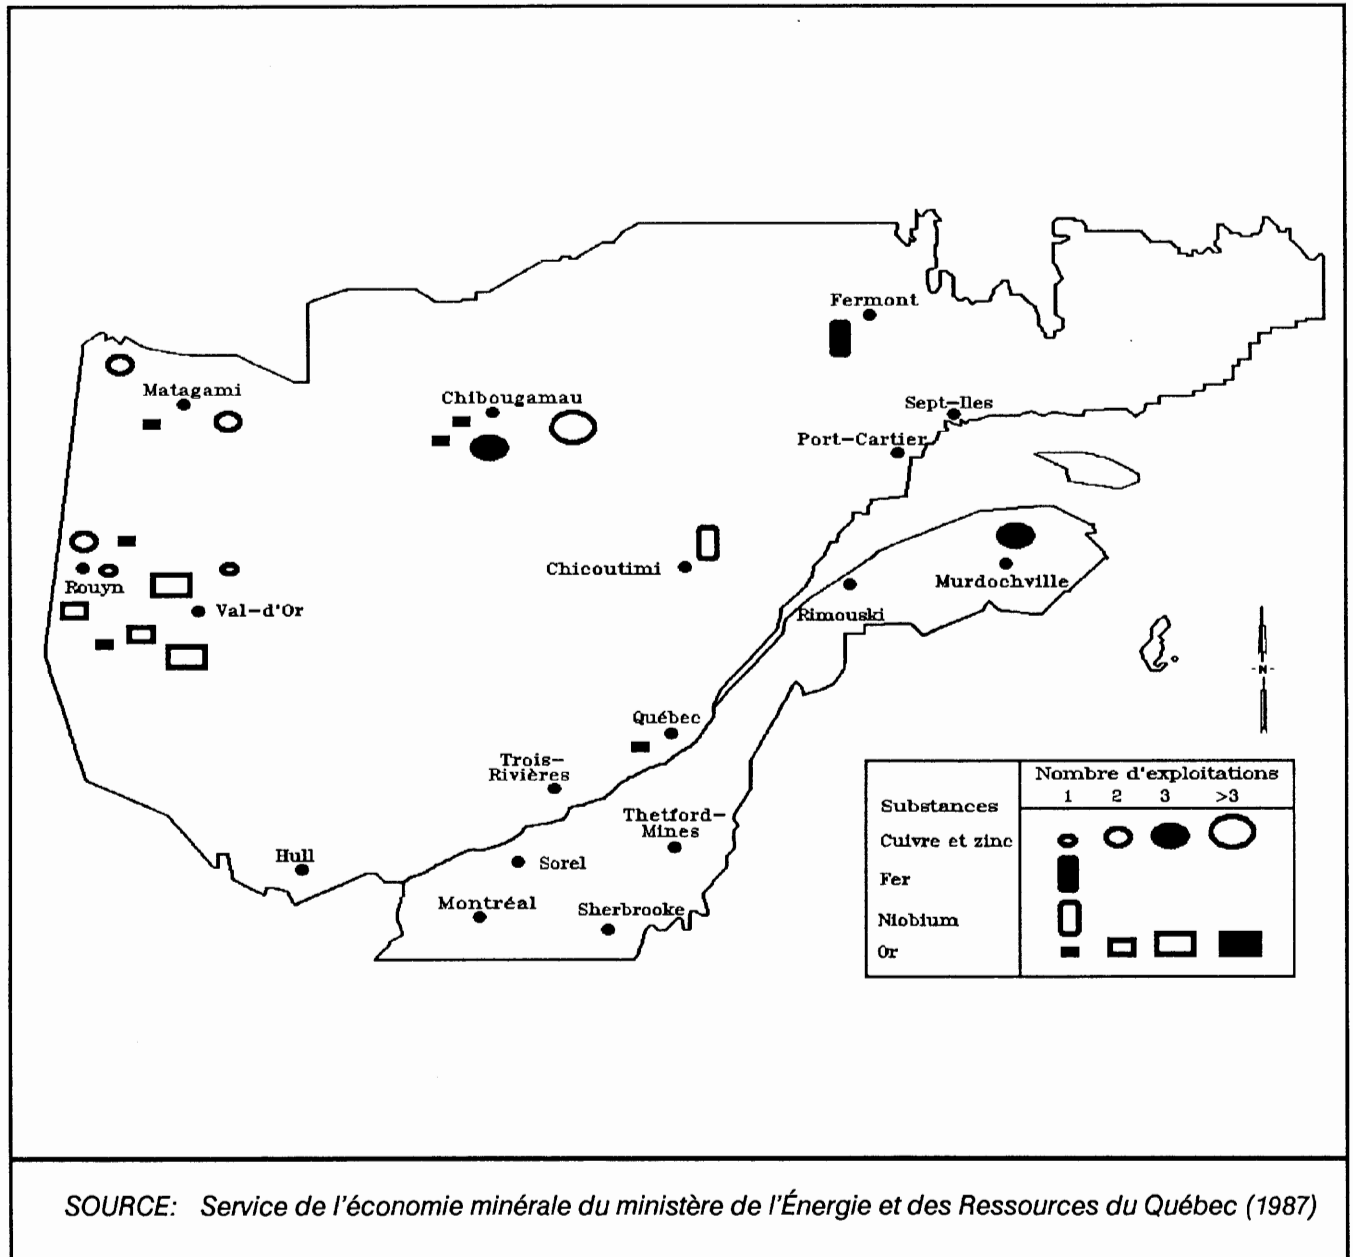 Fermont
Matagami
Chibougamau
Sept-Iles
Port-Cartier
Chicoutimi
Rouyn
Murdochville
Val-d'Or
Rimouski
-N-
Québec
Trois-
Rivières
Thetford-
Mines
Hull
Sorel
Montréal
Sherbrooke
Nombre d'exploitations
Substances 1 2 3 >3
Cuivre et zinc
Fer
Niobium
Or
SOURCE: Service de l'économie minérale du ministère de l'Énergie et des Ressources du Québec (1987)